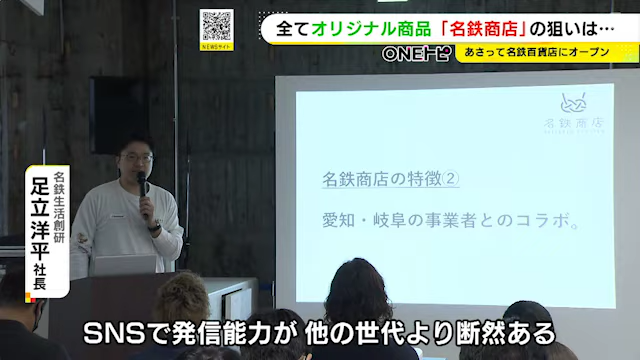 NEWSサイト
全てオリジナル商品「名鉄商店」の狙いは…
ONEトピ
あさって名鉄百貨店にオープン
名鉄商店
名鉄商店の特徴②
愛知・岐阜の事業者とのコラボ。
名鉄生活創研
足立洋平 社長
SNSで発信能力が 他の世代より断然ある